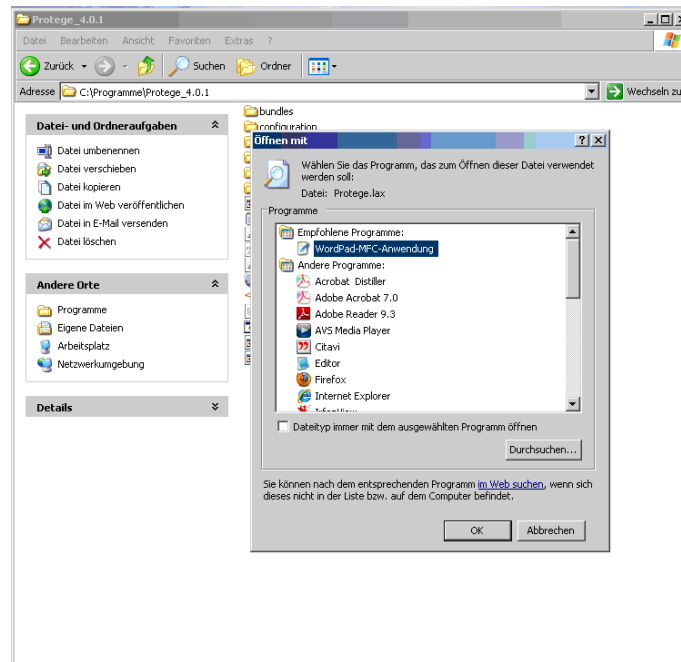 Protege_4.0.1
Datei Bearbeiten Ansicht Favoriten Extras ?
Zurück Suchen Ordner
Adresse C:\Programme\Protege_4.0.1 Wechseln zu
Datei- und Ordneraufgaben
Datei umbenennen
Datei verschieben
Datei kopieren
Datei im Web veröffentlichen
Datei in E-Mail versenden
Datei löschen
Andere Orte
Programme
Eigene Dateien
Arbeitsplatz
Netzwerkumgebung
Details
bundles
configuration
Öffnen mit
Wählen Sie das Programm, das zum Öffnen dieser Datei verwendet
werden soll:
Datei: Protege.lax
Programme
Empfohlene Programme:
WordPad-MFC-Anwendung
Andere Programme:
Acrobat Distiller
Adobe Acrobat 7.0
Adobe Reader 9.3
AVS Media Player
Citavi
Editor
Firefox
Internet Explorer
IrfanView
Dateityp immer mit dem ausgewählten Programm öffnen
Durchsuchen...
Sie können nach dem entsprechenden Programm im Web suchen, wenn sich
dieses nicht in der Liste bzw. auf dem Computer befindet.
OK Abbrechen